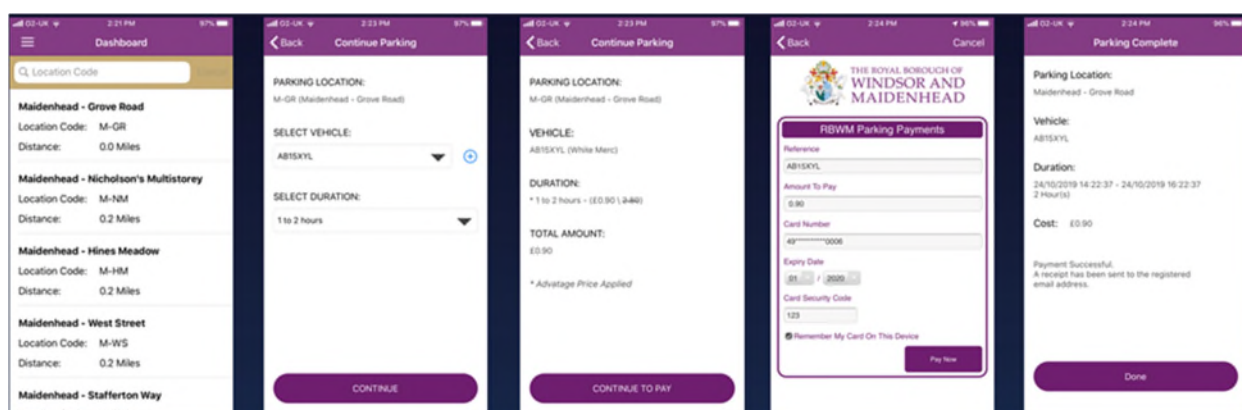 O2-UK 2:21 PM 97%
Dashboard
Location Code
Maidenhead - Grove Road
Location Code: M-GR
Distance: 0.0 Miles
Maidenhead - Nicholson's Multistorey
Location Code: M-NM
Distance: 0.2 Miles
Maidenhead - Hines Meadow
Location Code: M-HM
Distance: 0.2 Miles
Maidenhead - West Street
Location Code: M-WS
Distance: 0.2 Miles
Maidenhead - Stafferton Way
O2-UK 2:23 PM 97%
Back Continue Parking
PARKING LOCATION:
M-GR (Maidenhead - Grove Road)
SELECT VEHICLE:
AB15XYL
SELECT DURATION:
1 to 2 hours
CONTINUE
O2-UK 2:23 PM 97%
Back Continue Parking
PARKING LOCATION:
M-GR (Maidenhead - Grove Road)
VEHICLE:
AB15XYL (White Merc)
DURATION:
* 1 to 2 hours - (£0.90 \ 2.80)
TOTAL AMOUNT:
£0.90
* Advatage Price Applied
CONTINUE TO PAY
O2-UK 2:24 PM 96%
Back Cancel
THE ROYAL BOROUGH OF
WINDSOR AND
MAIDENHEAD
RBWM Parking Payments
Reference
AB15XYL
Amount To Pay
0.90
Card Number
49**********0006
Expiry Date
01 / 2020
Card Security Code
123
Remember My Card On This Device
Pay Now
O2-UK 2:24 PM 96%
Parking Complete
Parking Location:
Maidenhead - Grove Road
Vehicle:
AB15XYL
Duration:
24/10/2019 14:22:37 - 24/10/2019 16:22:37
2 Hour(s)
Cost: £0.90
Payment Successful.
A receipt has been sent to the registered
email address.
Done